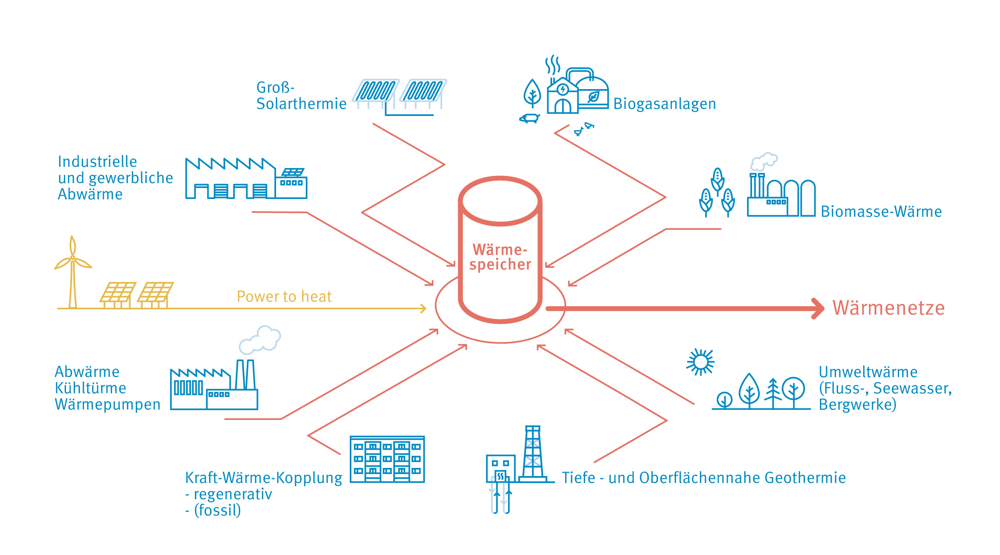 Groß-
Solarthermie
Biogasanlagen
Industrielle
und gewerbliche
Abwärme
Biomasse-Wärme
Wärme-
speicher
Power to heat
Wärmenetze
Abwärme
Kühltürme
Wärmepumpen
Umweltwärme
(Fluss-, Seewasser,
Bergwerke)
Kraft-Wärme-Kopplung
- regenerativ
- (fossil)
Tiefe - und Oberflächennahe Geothermie